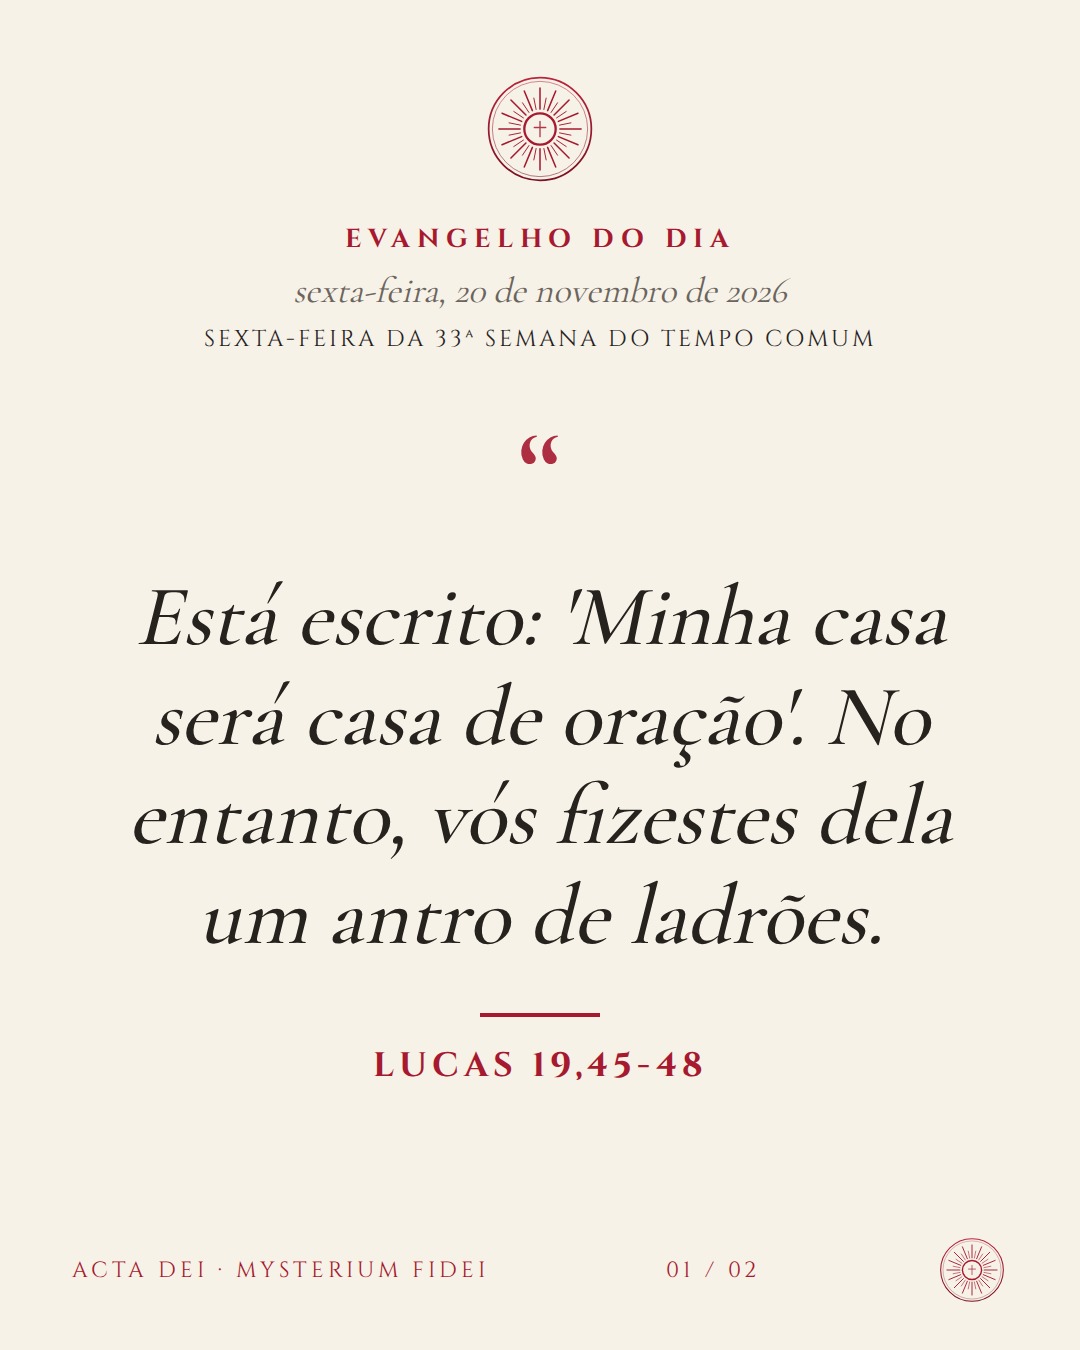 EVANGELHO DO DIA
sexta-feira, 20 de novembro de 2026
SEXTA-FEIRA DA 33ª SEMANA DO TEMPO COMUM
“
Está escrito: 'Minha casa
será casa de oração'. No
entanto, vós fizestes dela
um antro de ladrões.
LUCAS 19,45-48
ACTA DEI · MYSTERIUM FIDEI
01 / 02